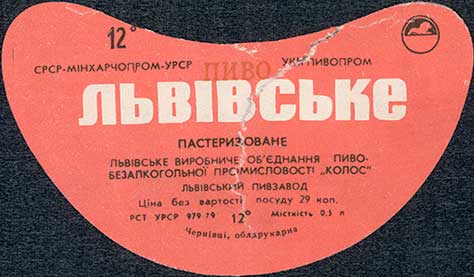 12°
СРСР-МІНХАРЧОПРОМ-УРСР УКРПИВОПРОМ
ПИВО
ЛЬВІВСЬКЕ
ПАСТЕРИЗОВАНЕ
ЛЬВІВСЬКЕ ВИРОБНИЧЕ ОБ'ЄДНАННЯ ПИВО-
БЕЗАЛКОГОЛЬНОЇ ПРОМИСЛОВОСТІ „КОЛОС"
ЛЬВІВСЬКИЙ ПИВЗАВОД
Ціна без вартості посуду 29 коп.
РСТ УРСР 979 79 12° Місткість 0,5 л
Чернівці, облдрукарня